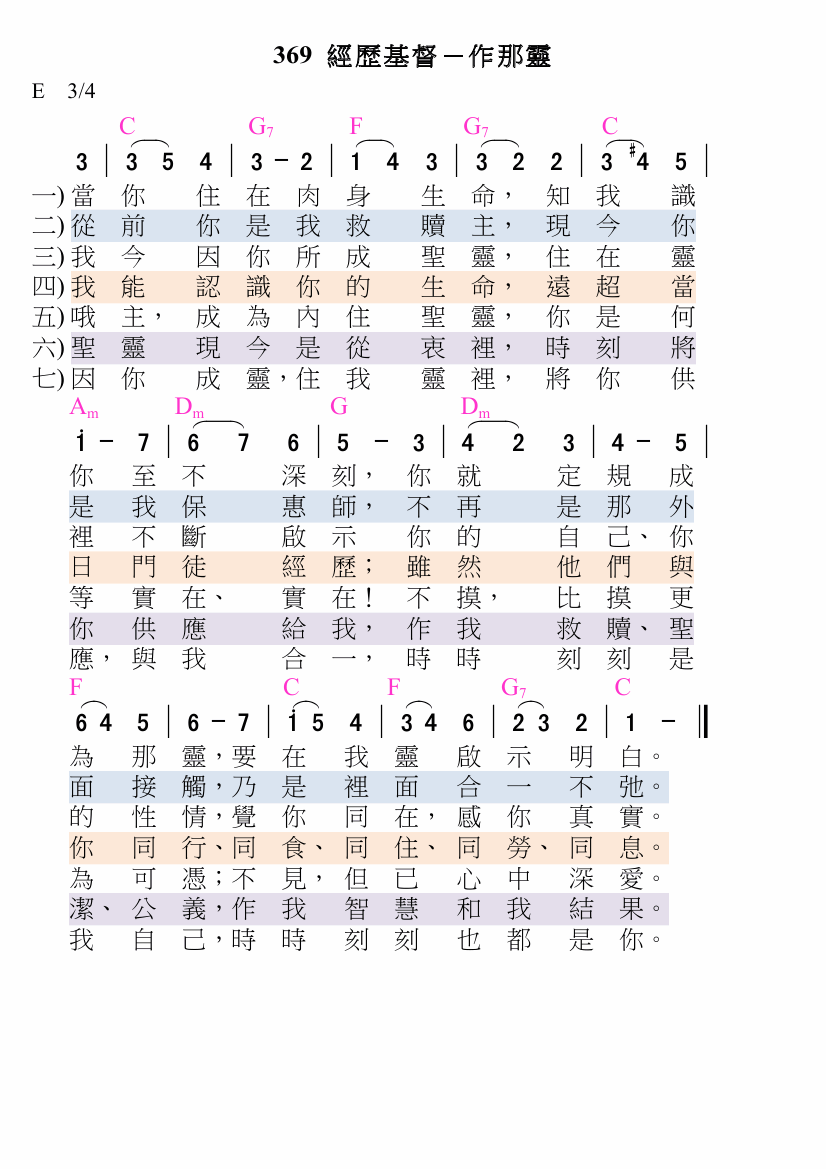 369 經歷基督－作那靈
E 3/4
C G7 F G7 C
3 | 3 5 4 | 3 - 2 | 1 4 3 | 3 2 2 | 3 #4 5 |
一) 當你住在肉身生命，知我識
二) 從前你是我救贖主，現今你
三) 我今因你所成聖靈，住在靈
四) 我能認識你的生命，遠超當
五) 哦主，成為內住聖靈，你是何
六) 聖靈現今是從衷裡，時刻將
七) 因你成靈，住我靈裡，將你供
Am Dm G Dm
i - 7 | 6 7 6 | 5 - 3 | 4 2 3 | 4 - 5 |
你至不深刻，你就定規成
是我保惠師，不再是那外
裡不斷啟示你的自己、你
日門徒經歷；雖然他們與
等實在、實在！不摸，比摸更
你供應給我，作我救贖、聖
應，與我合一，時時刻刻是
F C F G7 C
6 4 5 | 6 - 7 | i 5 4 | 3 4 6 | 2 3 2 | 1 - ‖
為那靈，要在我靈啟示明白。
面接觸，乃是裡面合一不弛。
的性情，覺你同在，感你真實。
你同行、同食、同住、同勞、同息。
為可憑；不見，但已心中深愛。
潔、公義，作我智慧和我結果。
我自己，時時刻刻也都是你。